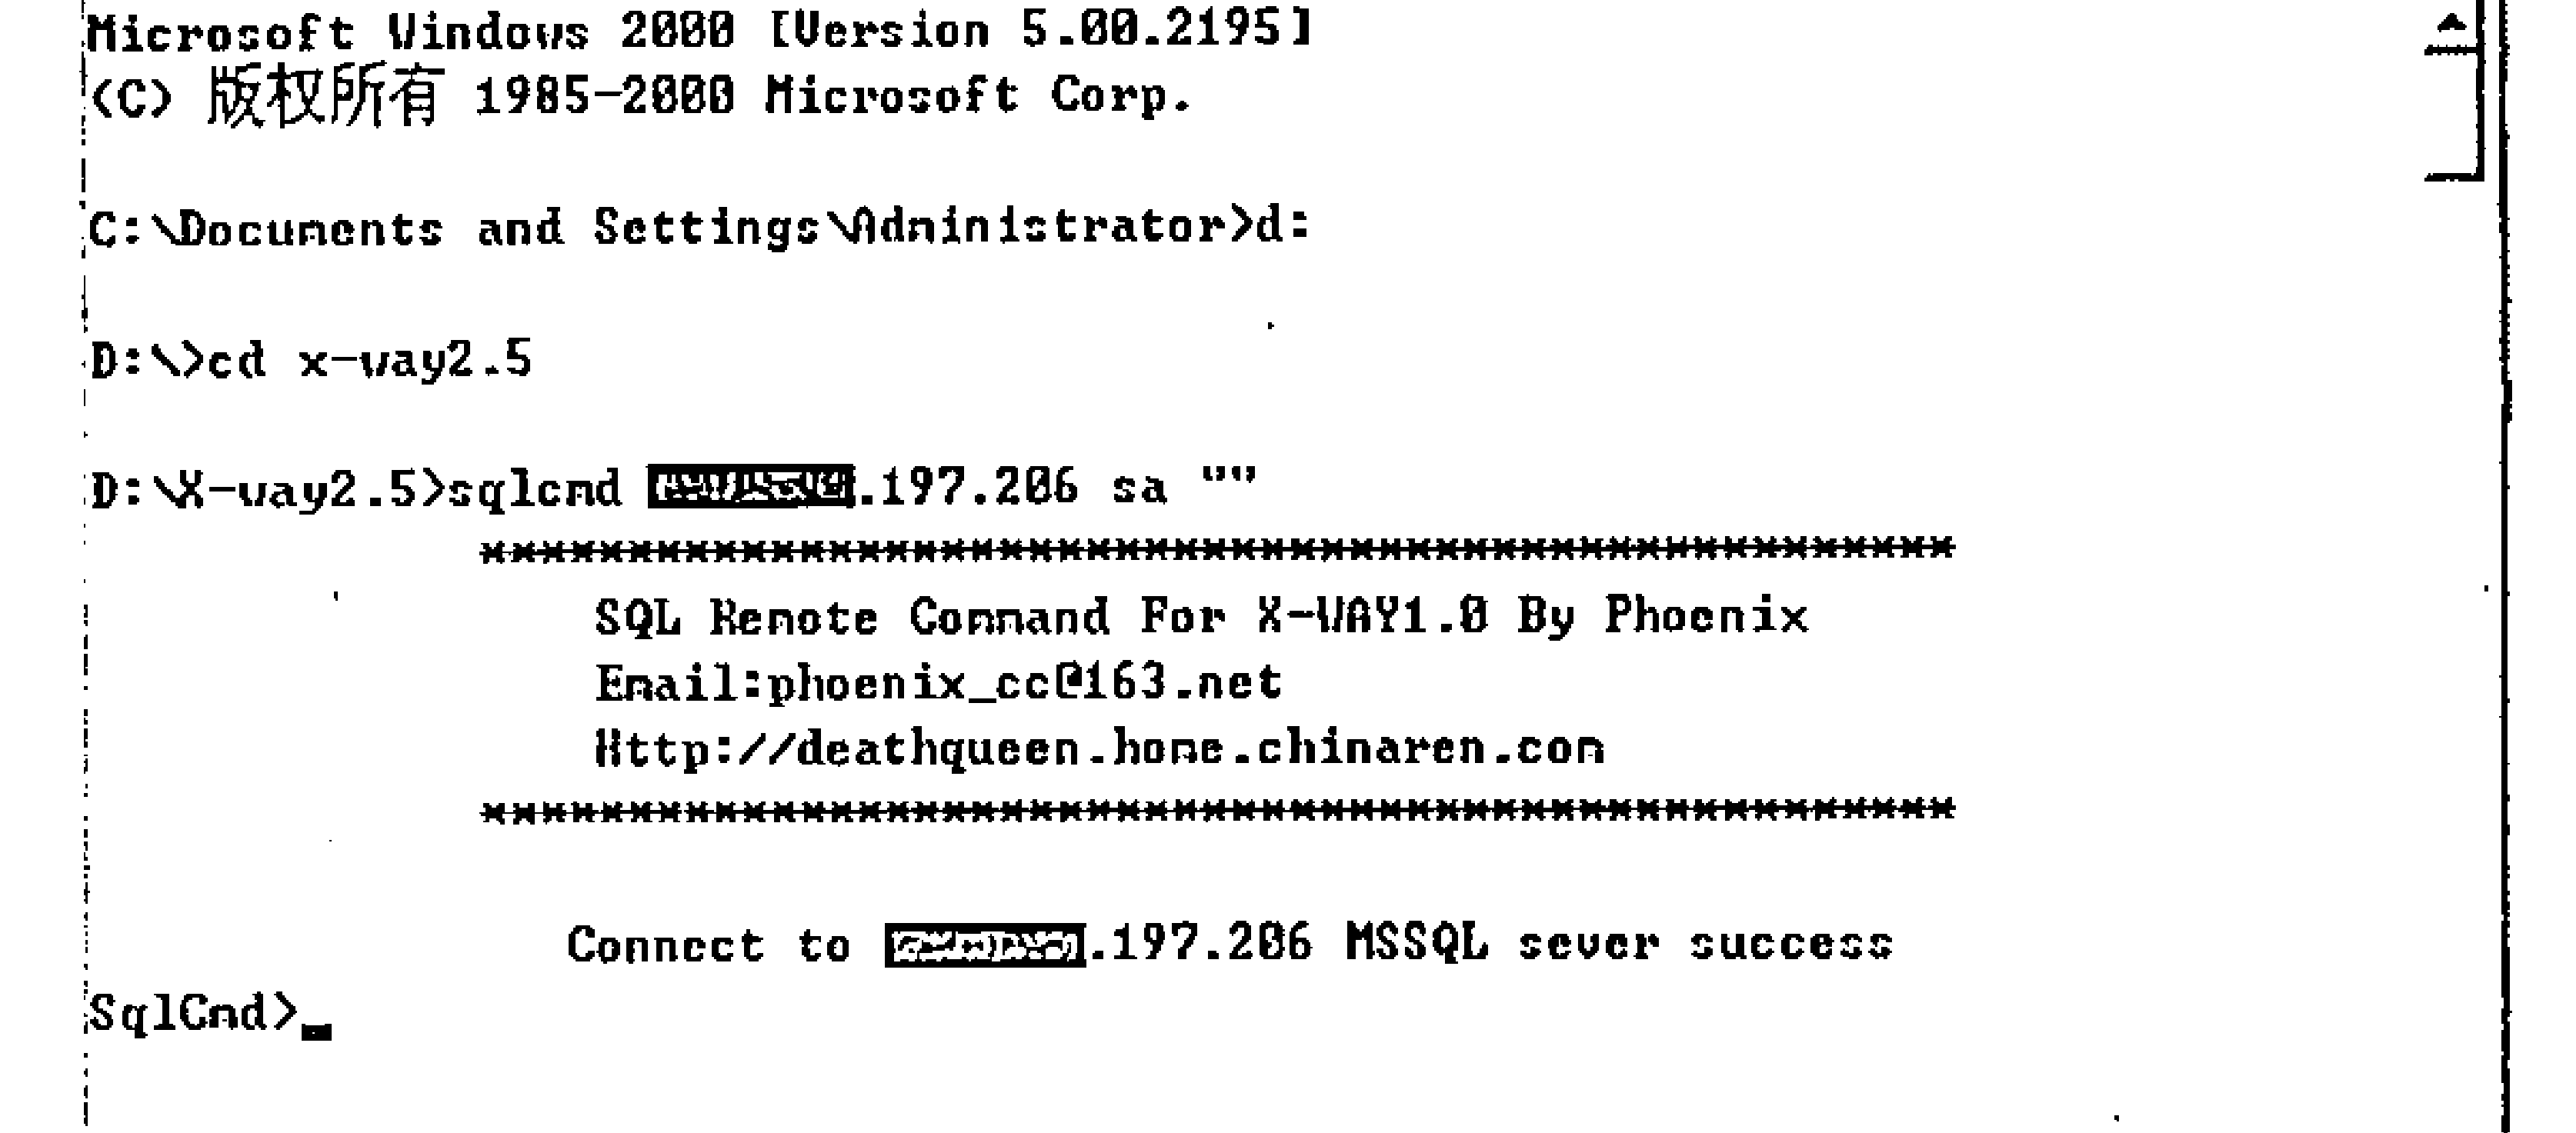 Microsoft Windows 2000 [Version 5.00.2195]
(C) 版权所有 1985-2000 Microsoft Corp.
C:\Documents and Settings\Administrator>d:
D:\>cd x-way2.5
D:\X-way2.5>sqlcmd .197.206 sa ""
***************************************************
SQL Remote Command For X-WAY1.0 By Phoenix
Email:phoenix_cc@163.net
Http://deathqueen.home.chinaren.com
***************************************************
Connect to .197.206 MSSQL sever success
SqlCmd>_